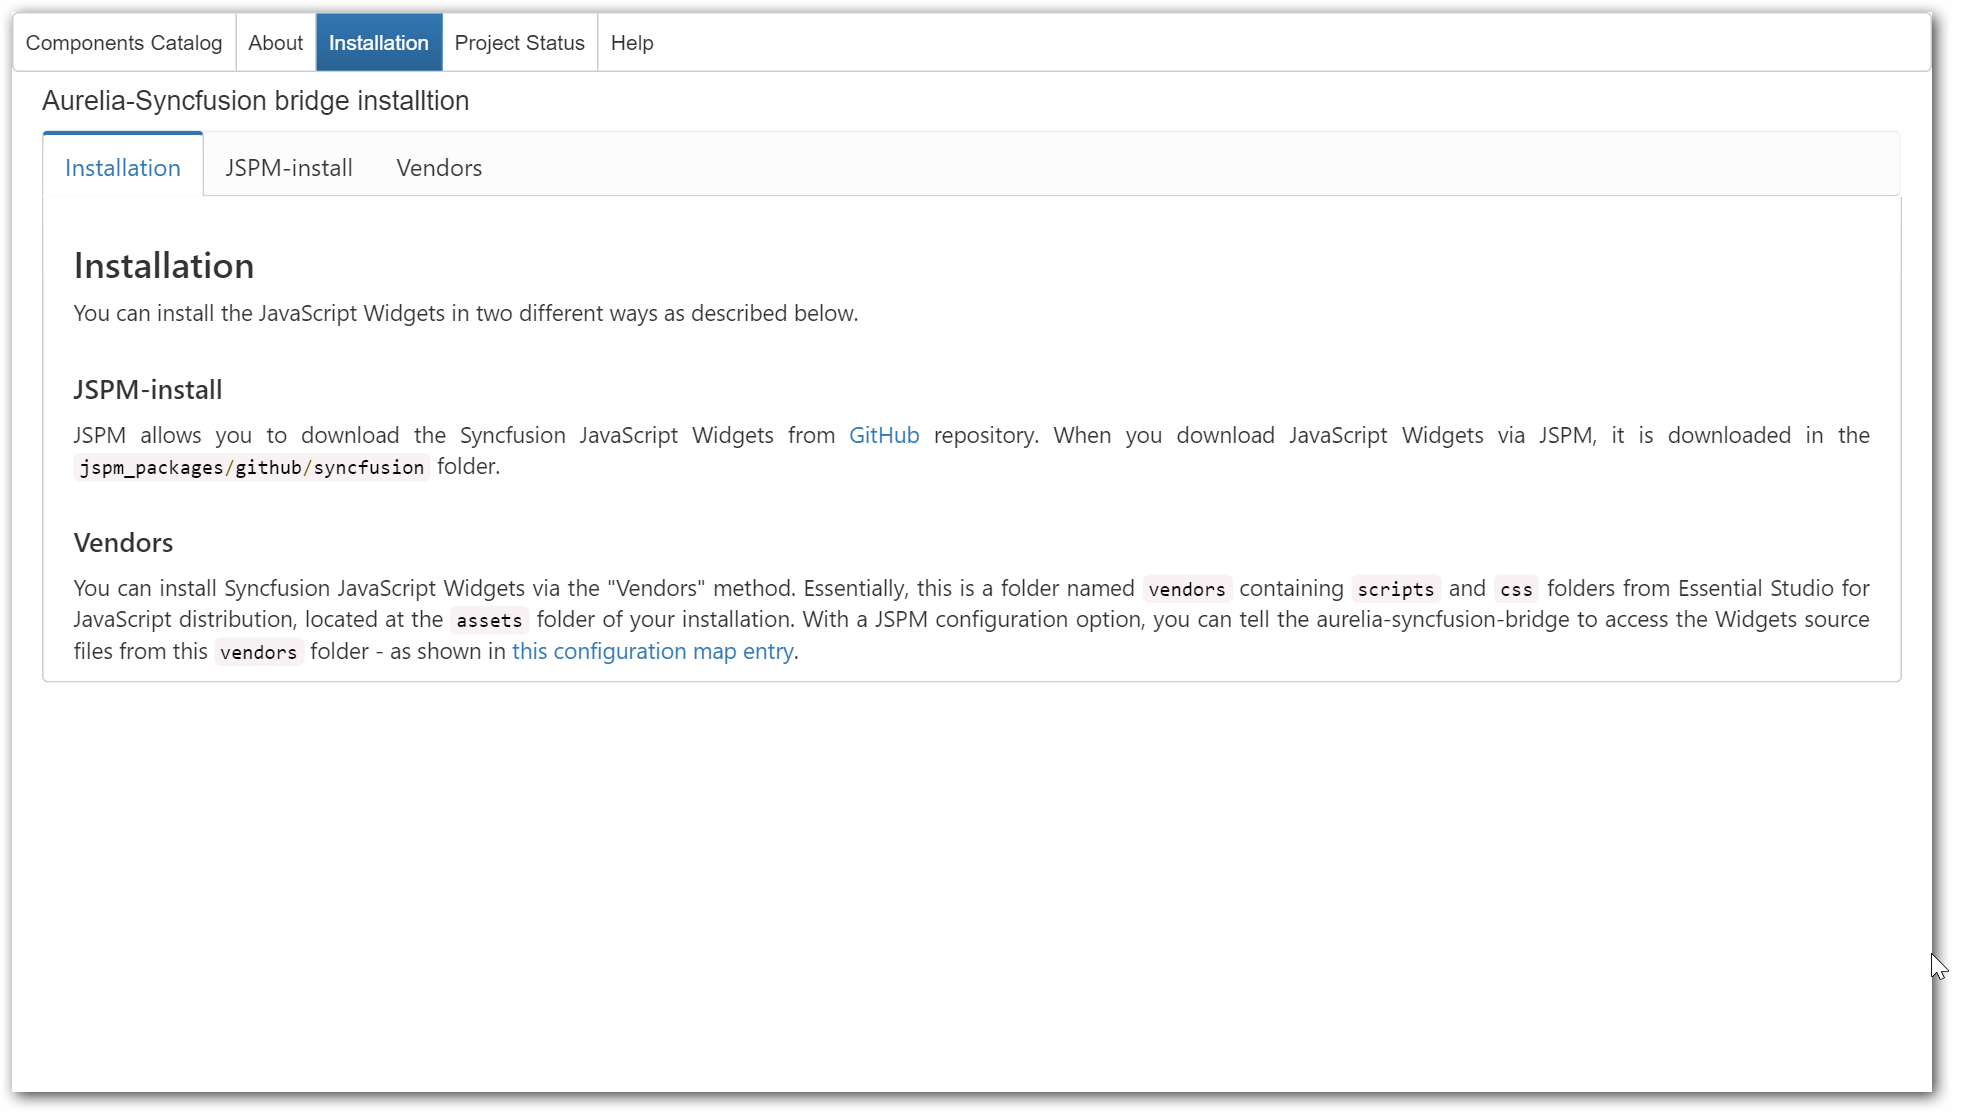 Components Catalog About Installation Project Status Help
Aurelia-Syncfusion bridge installtion
Installation JSPM-install Vendors
Installation
You can install the JavaScript Widgets in two different ways as described below.
JSPM-install
JSPM allows you to download the Syncfusion JavaScript Widgets from GitHub repository. When you download JavaScript Widgets via JSPM, it is downloaded in the
jspm_packages/github/syncfusion folder.
Vendors
You can install Syncfusion JavaScript Widgets via the "Vendors" method. Essentially, this is a folder named vendors containing scripts and css folders from Essential Studio for
JavaScript distribution, located at the assets folder of your installation. With a JSPM configuration option, you can tell the aurelia-syncfusion-bridge to access the Widgets source
files from this vendors folder - as shown in this configuration map entry.